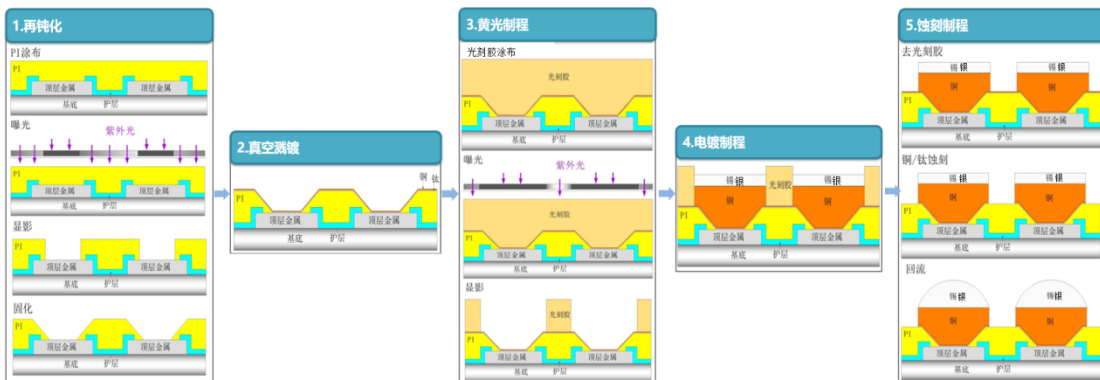 1.再钝化
PI涂布
PI
顶层金属
顶层金属
基底
护层
曝光
紫外光
PI
顶层金属
顶层金属
基底
护层
显影
PI
顶层金属
顶层金属
基底
护层
固化
PI
顶层金属
顶层金属
基底
护层
2.真空溅镀
铜
钛
PI
顶层金属
顶层金属
基底
护层
3.黄光制程
光刻胶涂布
光刻胶
PI
顶层金属
顶层金属
基底
护层
曝光
紫外光
光刻胶
PI
顶层金属
顶层金属
基底
护层
显影
光刻胶
PI
顶层金属
顶层金属
基底
护层
4.电镀制程
锡银
光刻胶
锡银
铜
铜
PI
顶层金属
顶层金属
基底
护层
5.蚀刻制程
去光刻胶
锡银
锡银
铜
铜
PI
顶层金属
顶层金属
基底
护层
铜/钛蚀刻
锡银
锡银
铜
铜
PI
顶层金属
顶层金属
基底
护层
回流
锡银
锡银
铜
铜
PI
顶层金属
顶层金属
基底
护层